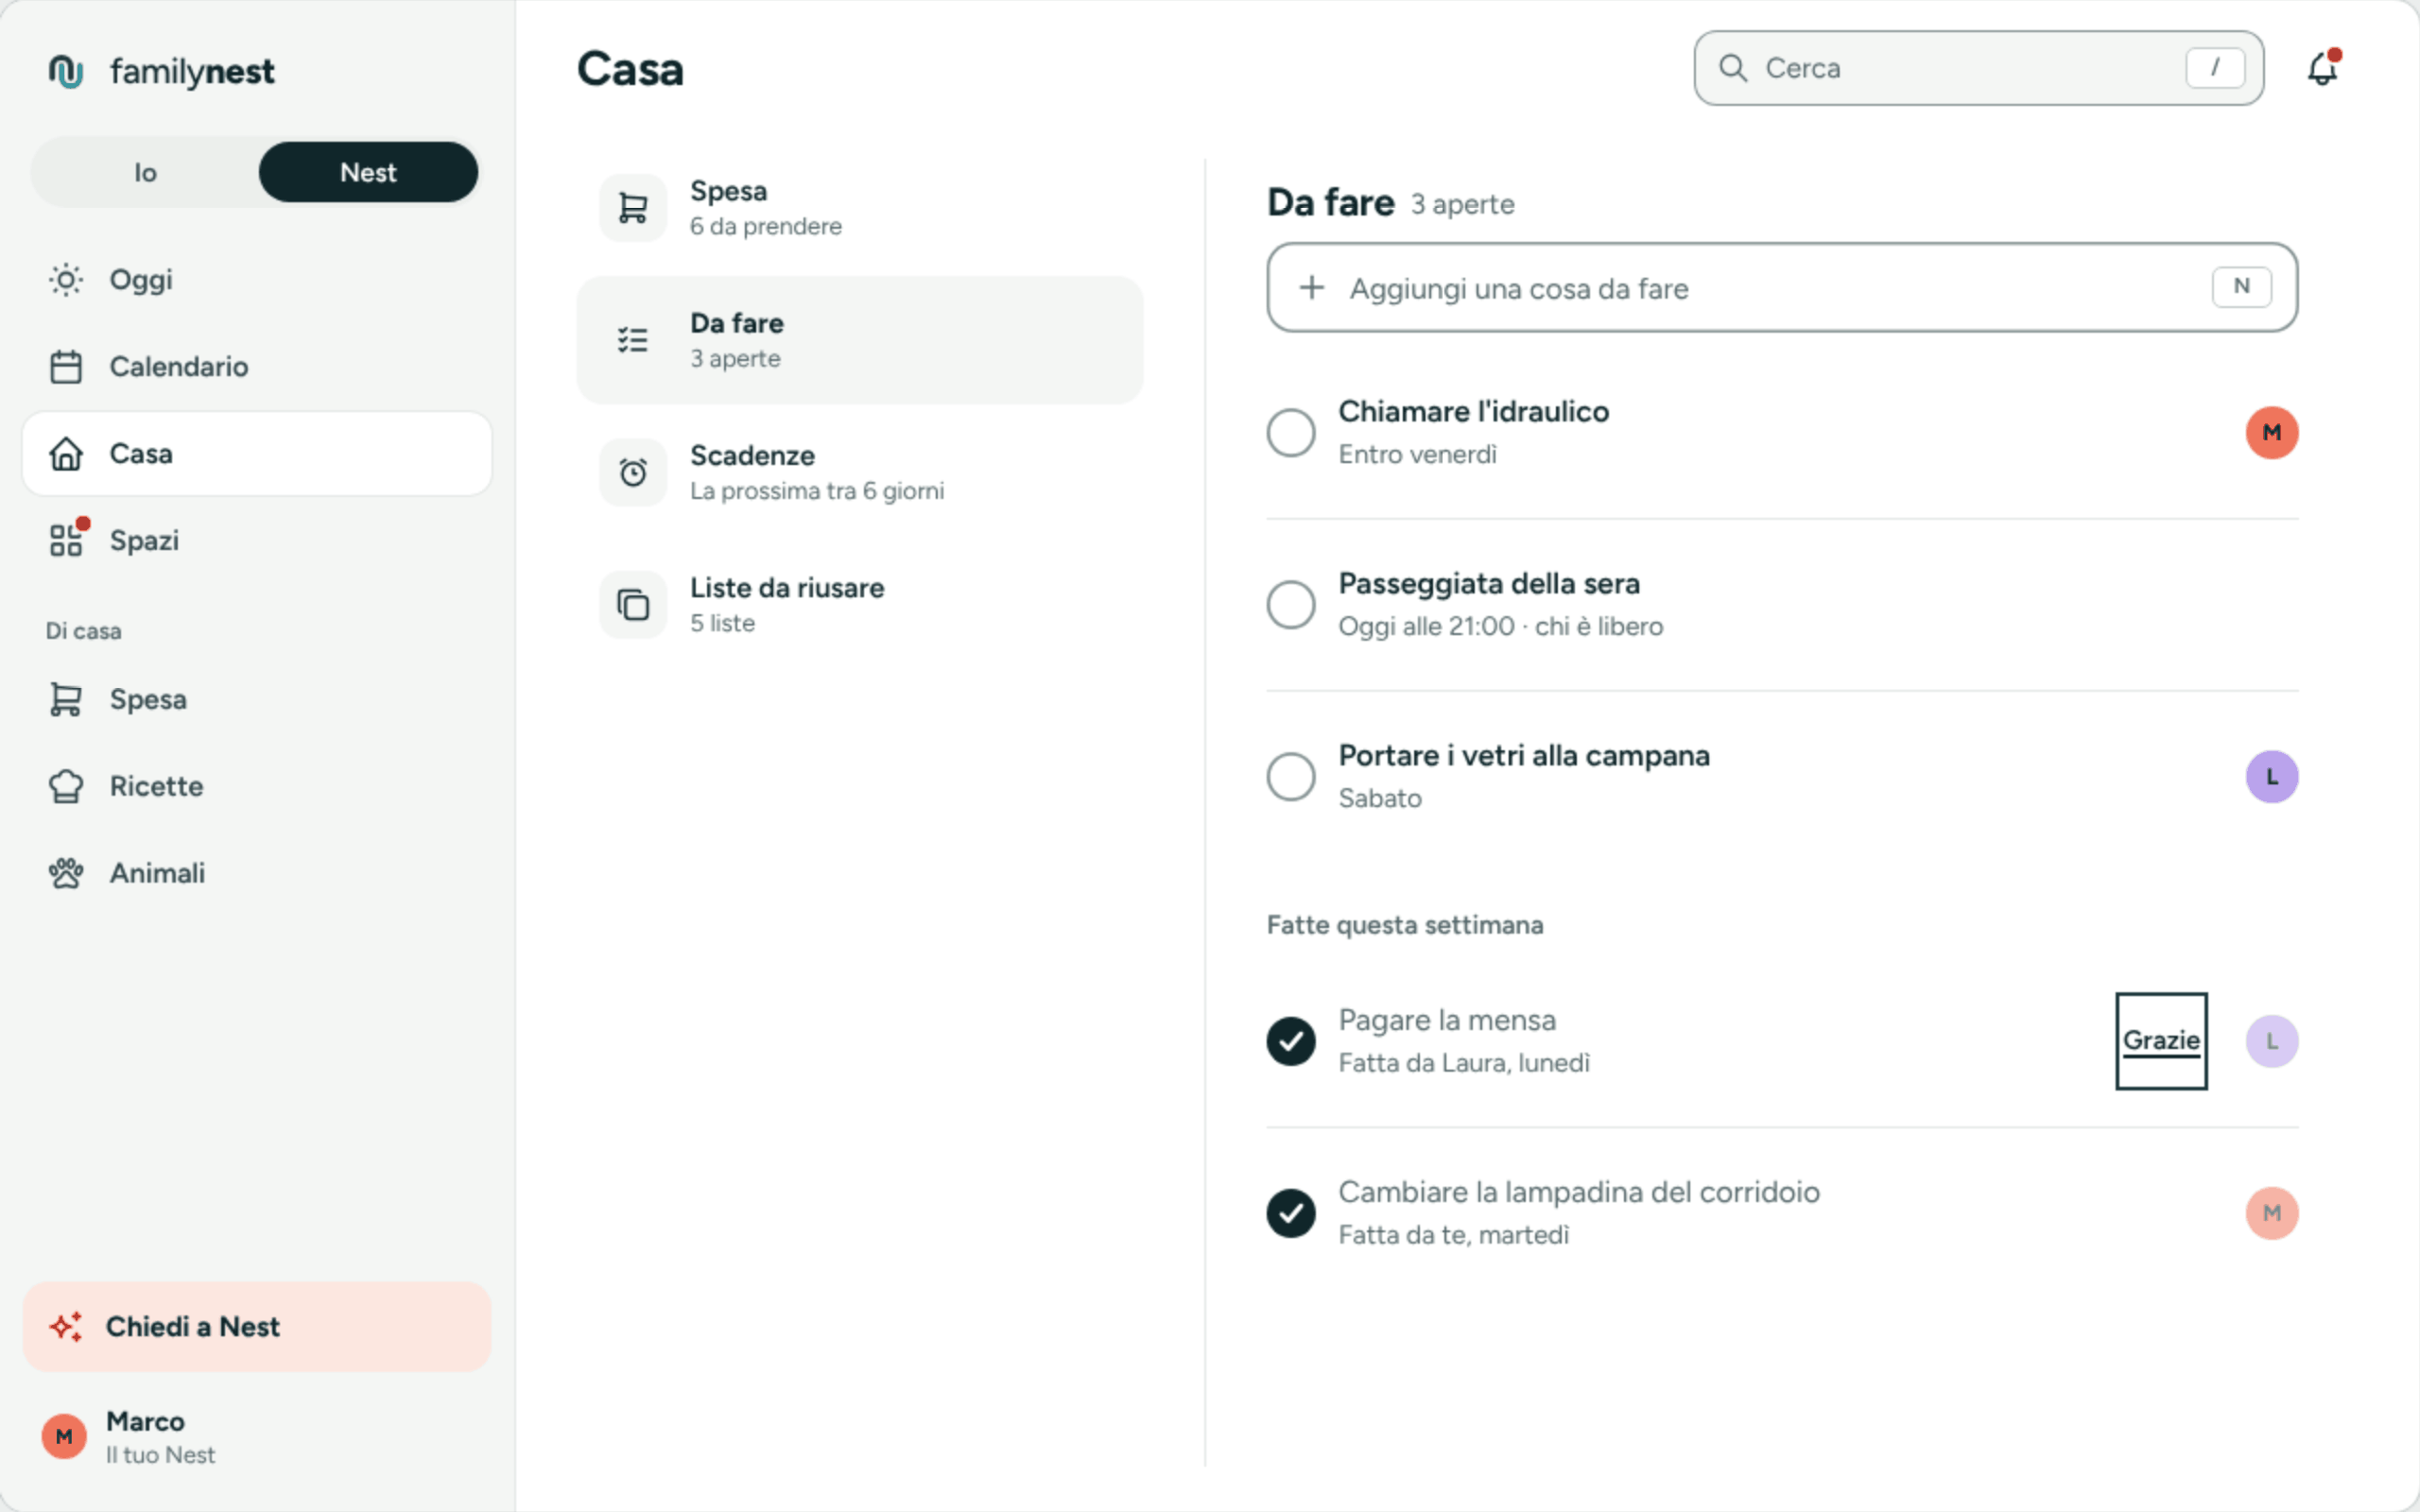 familynest
Io
Nest
Oggi
Calendario
Casa
Spazi
Di casa
Spesa
Ricette
Animali
Chiedi a Nest
M
Marco
Il tuo Nest
Casa
Cerca
/
Spesa
6 da prendere
Da fare
3 aperte
Scadenze
La prossima tra 6 giorni
Liste da riusare
5 liste
Da fare 3 aperte
Aggiungi una cosa da fare
N
Chiamare l'idraulico
Entro venerdì
M
Passeggiata della sera
Oggi alle 21:00 · chi è libero
Portare i vetri alla campana
Sabato
L
Fatte questa settimana
Pagare la mensa
Fatta da Laura, lunedì
Grazie
L
Cambiare la lampadina del corridoio
Fatta da te, martedì
M